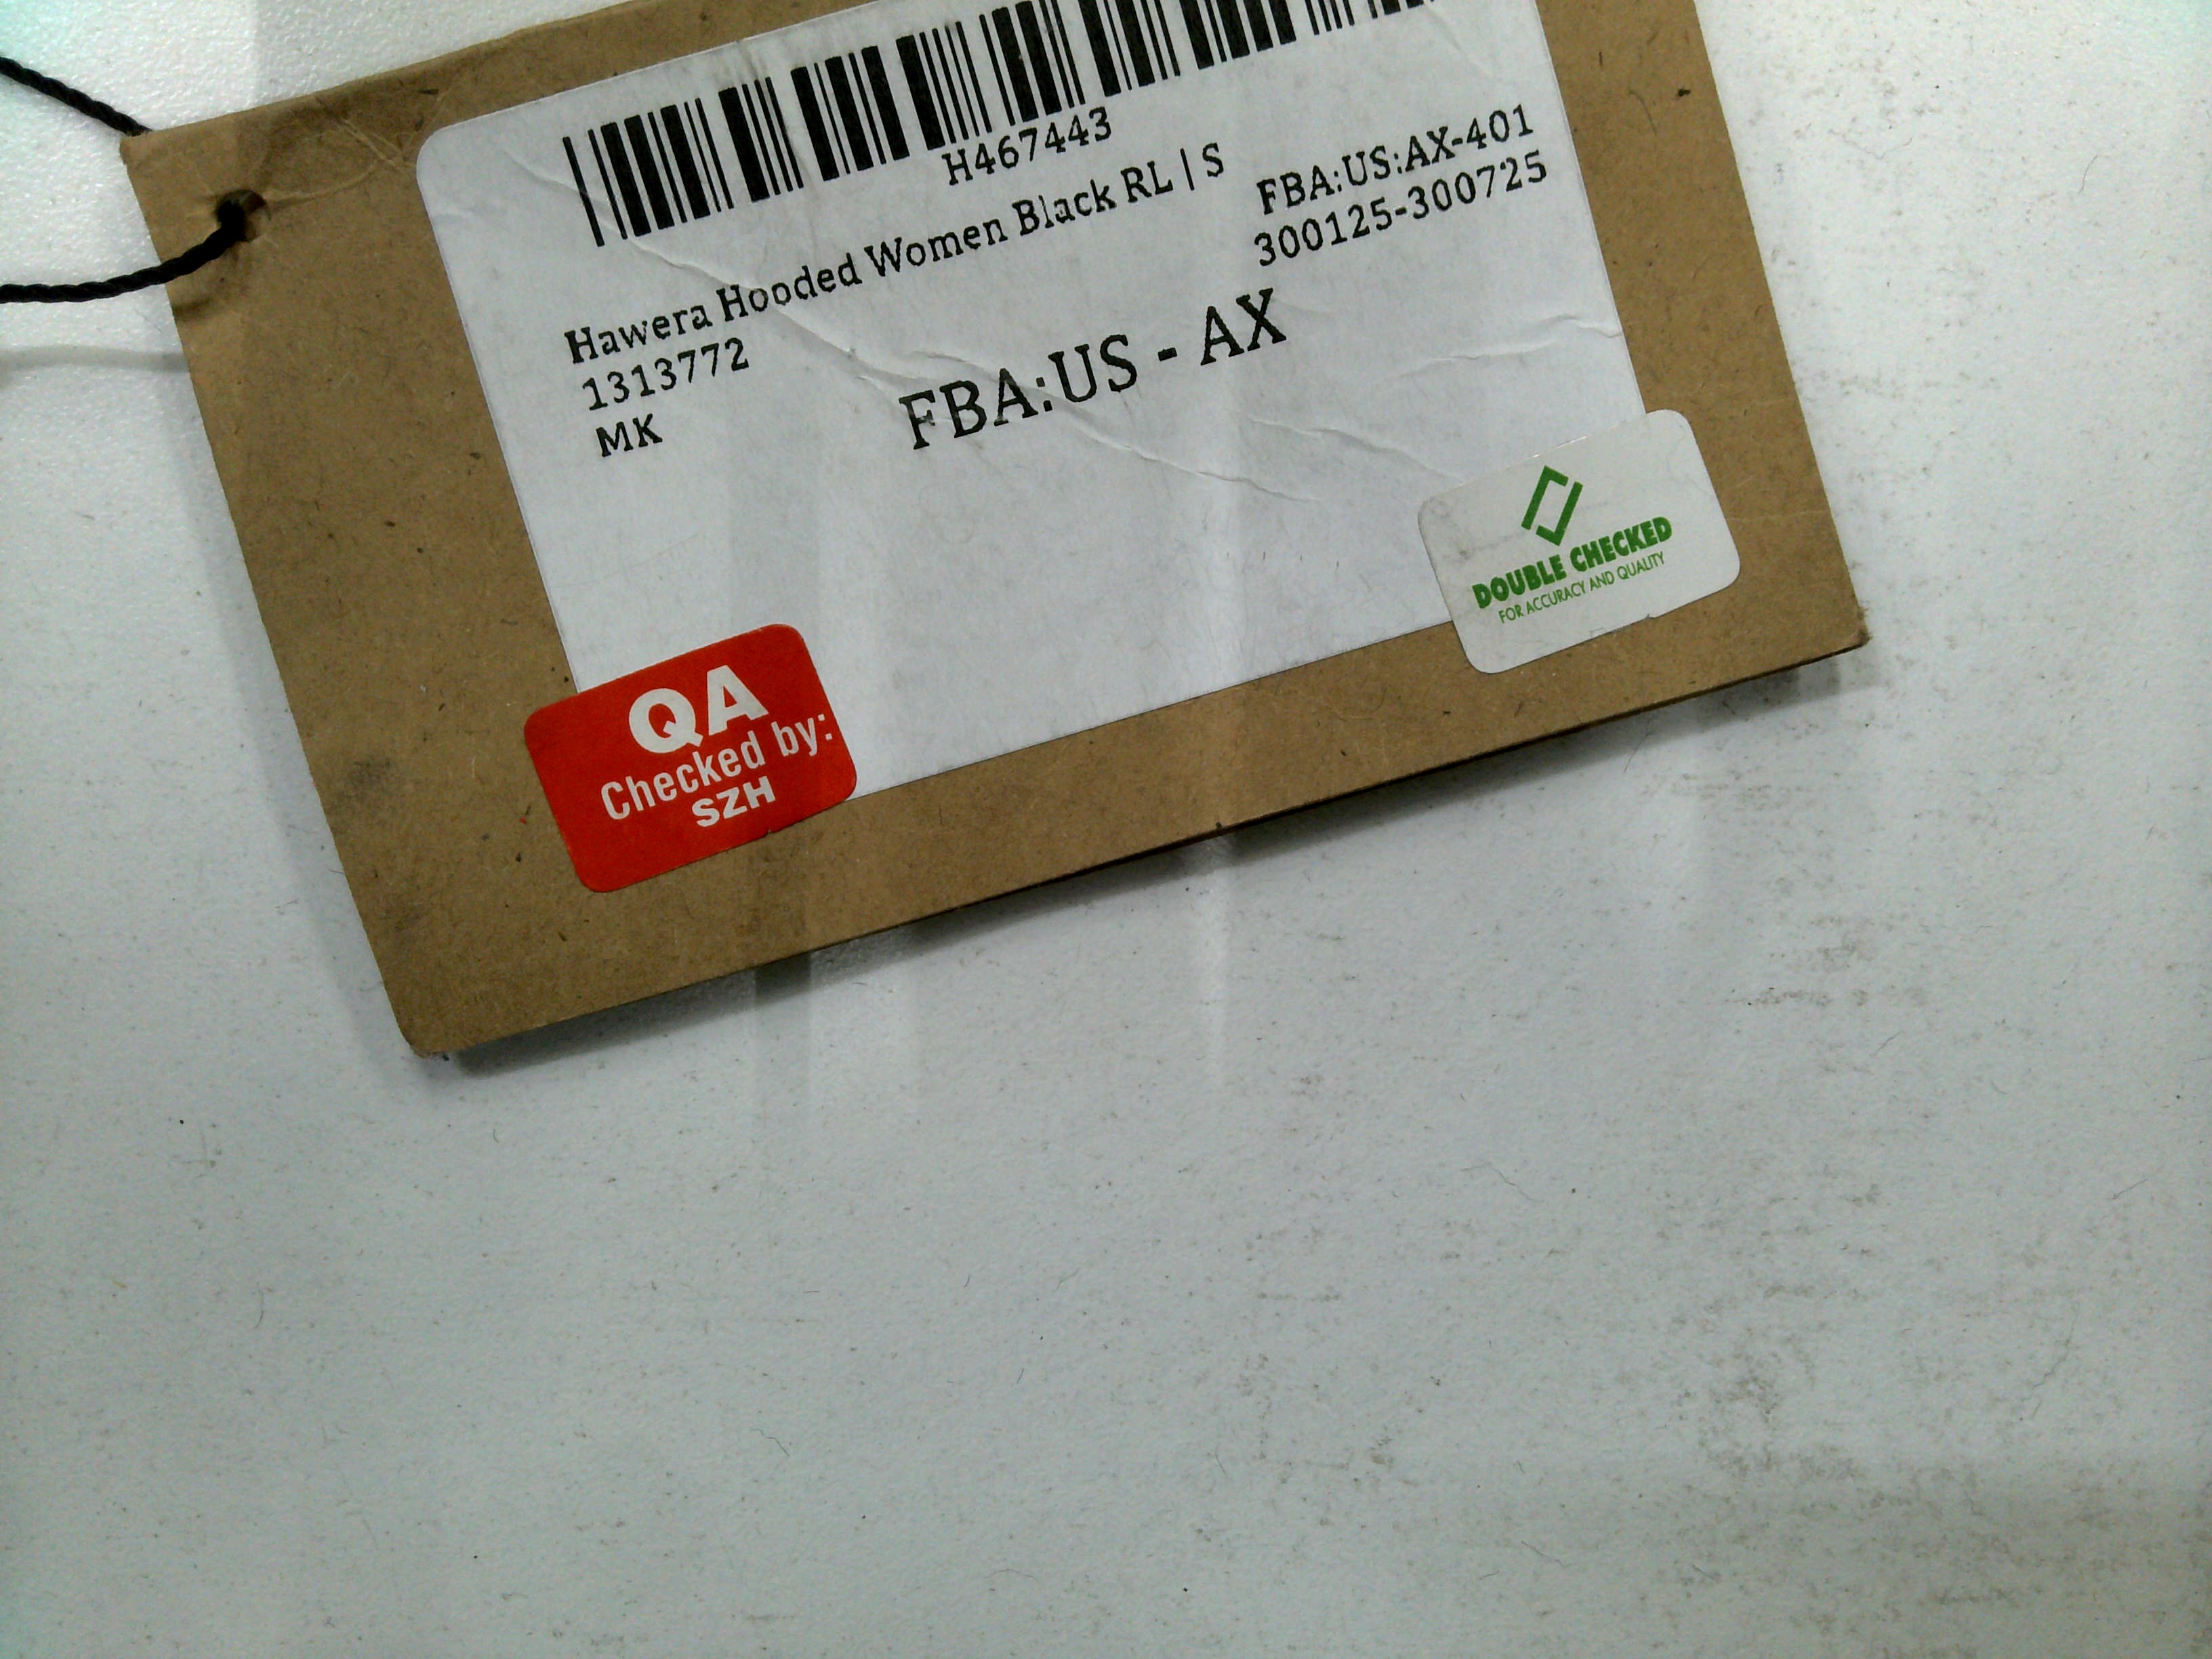 H467443
Hawera Hooded Women Black RL | S
1313772
MK
FBA:US:AX-401
300125-300725
FBA:US - AX
DOUBLE CHECKED
FOR ACCURACY AND QUALITY
QA
Checked by:
SZH